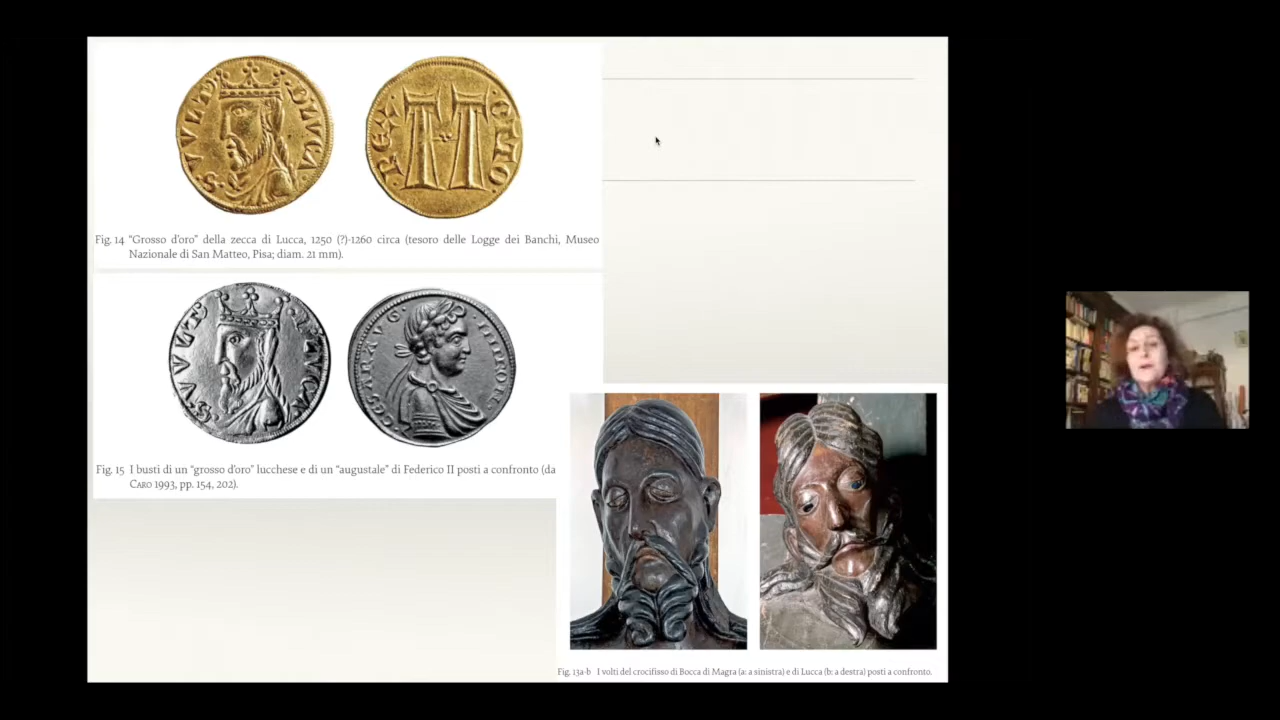 S VVLT DLVCA
REX OTTO
Fig. 14 “Grosso d’oro” della zecca di Lucca, 1250 (?)-1260 circa (tesoro delle Logge dei Banchi, Museo
Nazionale di San Matteo, Pisa; diam. 21 mm).
Fig. 15 I busti di un “grosso d’oro” lucchese e di un “augustale” di Federico II posti a confronto (da
Caro 1993, pp. 154, 202).
Fig. 13a-b I volti del crocifisso di Bocca di Magra (a: a sinistra) e di Lucca (b: a destra) posti a confronto.